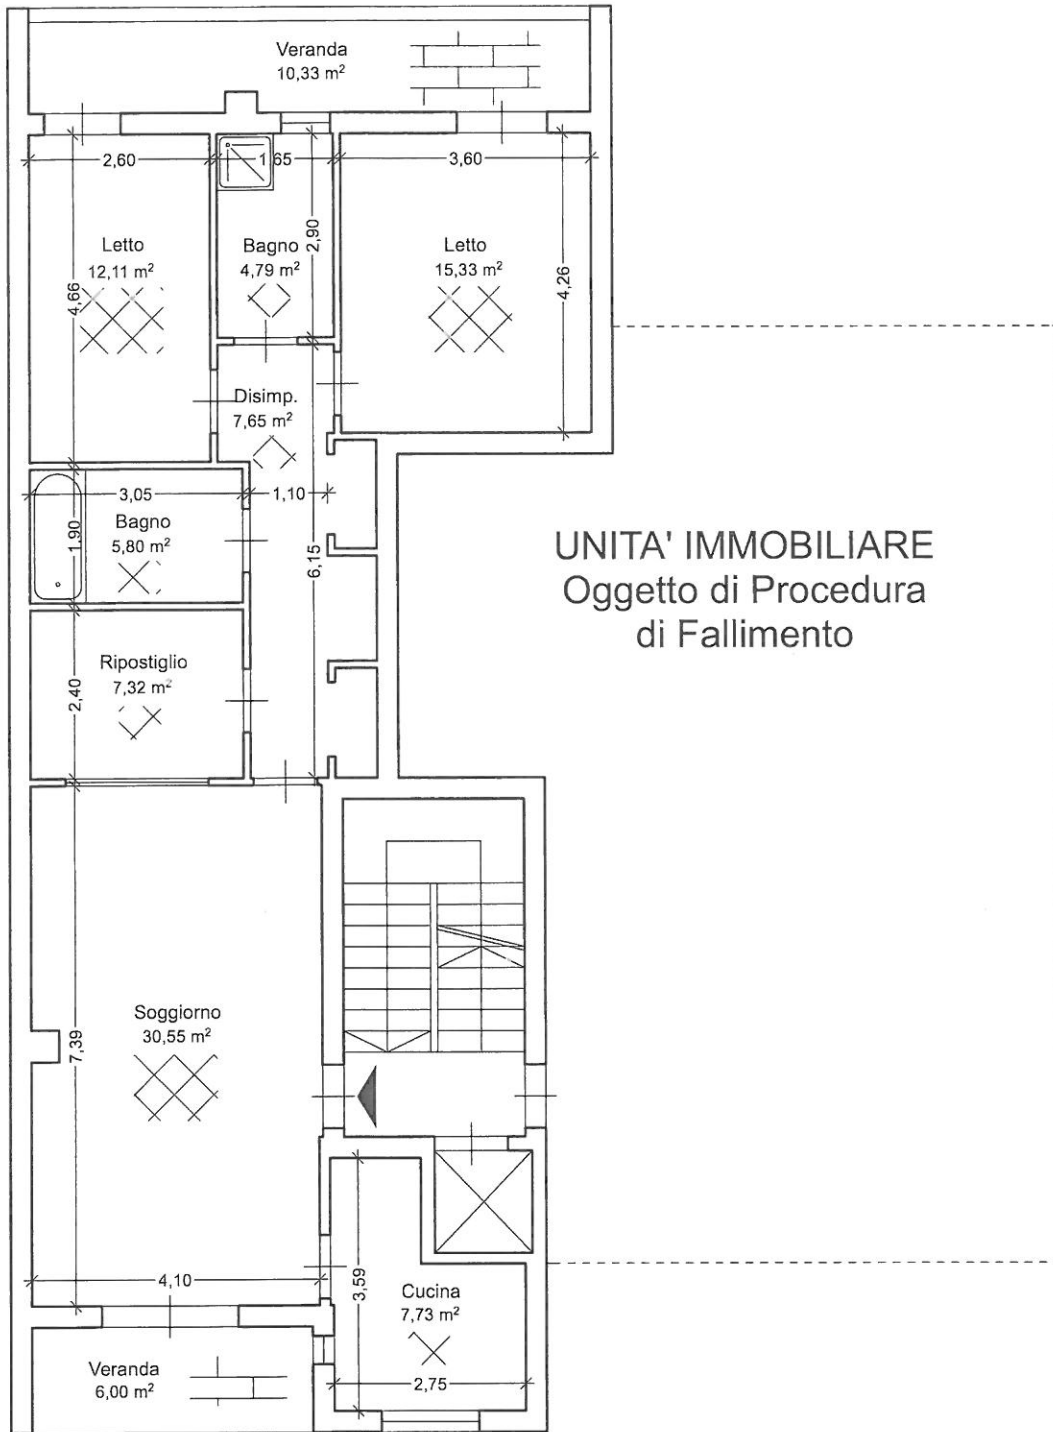 Veranda
10,33 m²
2,60
1,65
3,60
Letto
12,11 m²
4,66
Bagno
4,79 m²
2,90
Letto
15,33 m²
4,26
Disimp.
7,65 m²
3,05
1,10
Bagno
5,80 m²
1,90
6,15
UNITA' IMMOBILIARE
Oggetto di Procedura
di Fallimento
Ripostiglio
7,32 m²
2,40
Soggiorno
30,55 m²
7,39
4,10
3,59
Cucina
7,73 m²
2,75
Veranda
6,00 m²